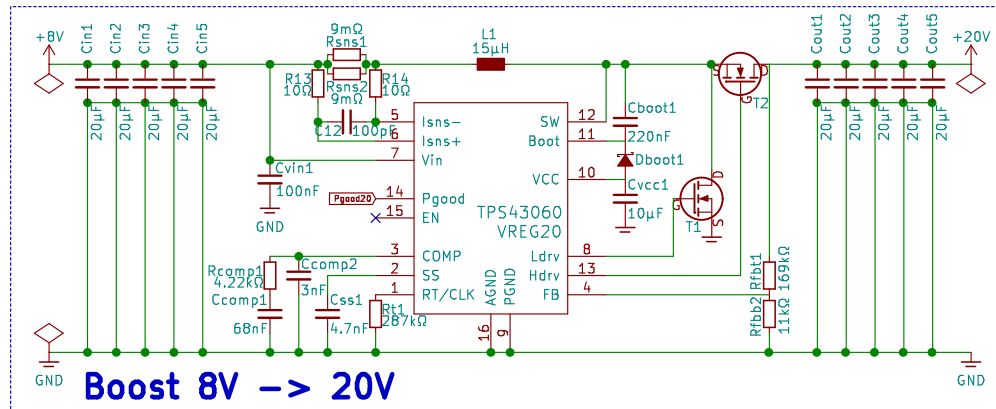 +8V
Cin1
Cin2
Cin3
Cin4
Cin5
20µF
20µF
20µF
20µF
20µF
9mΩ
Rsns1
Rsns2
9mΩ
R13
10Ω
R14
10Ω
C12 100pF
L1
15µH
Cvin1
100nF
GND
Pgood20
5 Isns-
6 Isns+
7 Vin
14 Pgood
15 EN
3 COMP
2 SS
1 RT/CLK
TPS43060
VREG20
SW 12
Boot 11
VCC 10
Ldrv 8
Hdrv 13
FB 4
AGND 16
PGND 9
Rcomp1
4.22kΩ
Ccomp1
68nF
Ccomp2
3nF
Css1
4.7nF
Rt1
287kΩ
Cboot1
220nF
Dboot1
Cvcc1
10µF
S D
G
T2
D
G
S
T1
Rfbt1
169kΩ
Rfbb2
11kΩ
Cout1
Cout2
Cout3
Cout4
Cout5
20µF
20µF
20µF
20µF
20µF
+20V
GND
GND
Boost 8V -> 20V